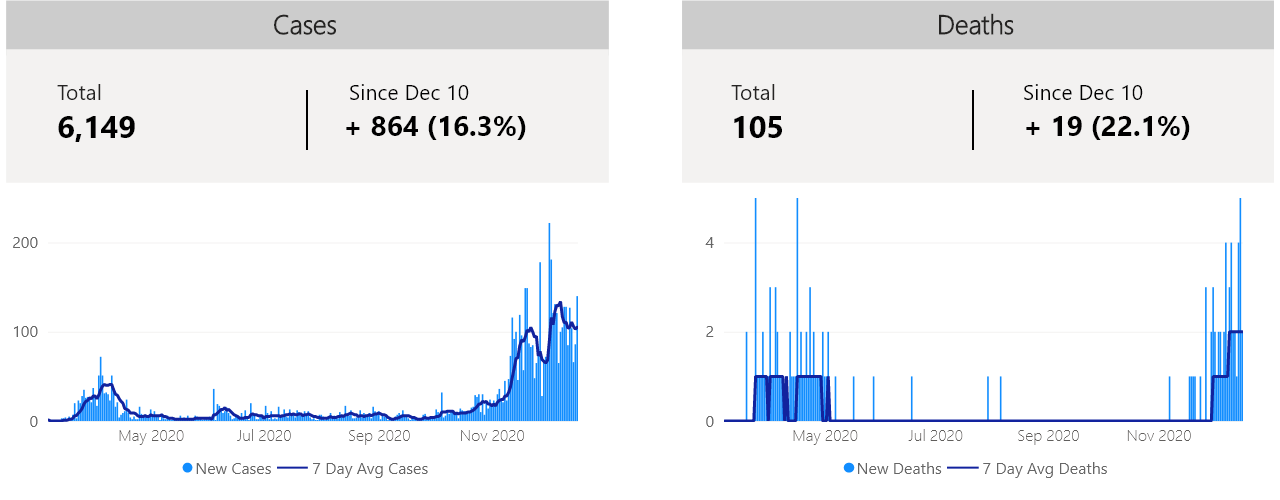 Cases
Total
Since Dec 10
6,149
+ 864 (16.3%)
200
100
0
May 2020
Jul 2020
Sep 2020
Nov 2020
New Cases
7 Day Avg Cases
Deaths
Total
Since Dec 10
105
+ 19 (22.1%)
4
2
0
May 2020
Jul 2020
Sep 2020
Nov 2020
New Deaths
7 Day Avg Deaths